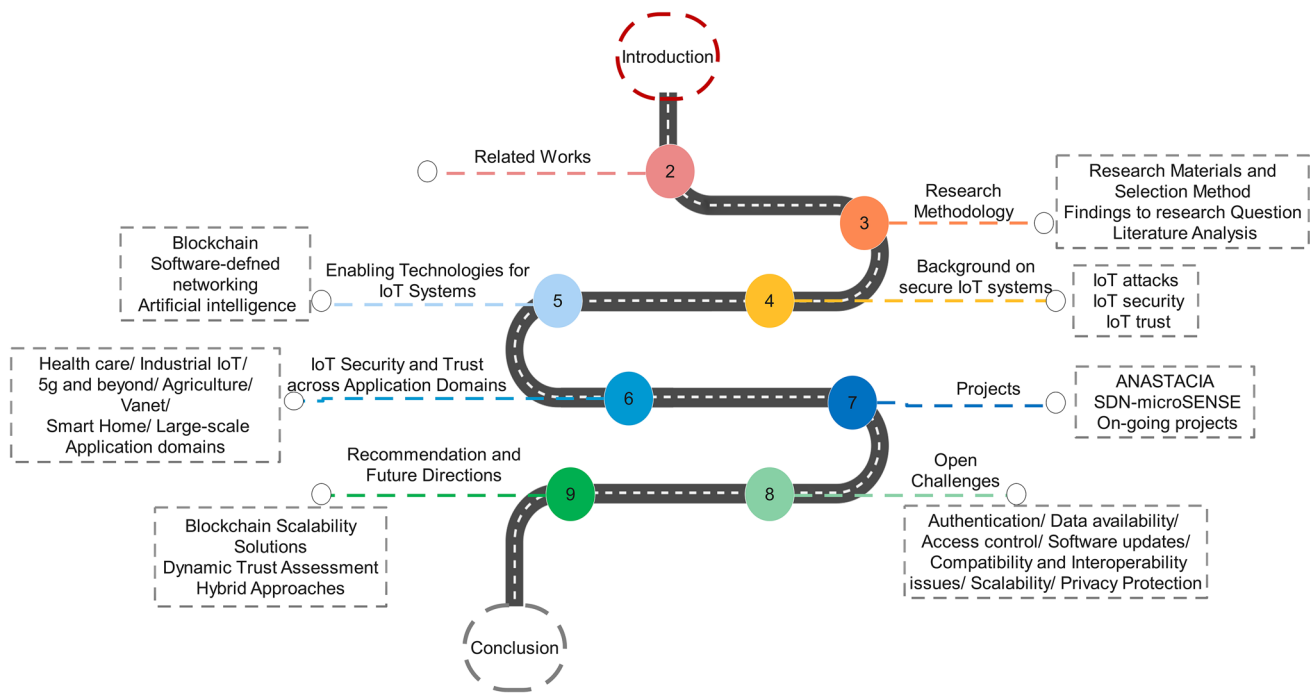 Introduction
Related Works
2
Research
Methodology
3
Research Materials and
Selection Method
Findings to research Question
Literature Analysis
Background on
secure IoT systems
4
IoT attacks
IoT security
IoT trust
Enabling Technologies for
IoT Systems
5
Blockchain
Software-defned
networking
Artificial intelligence
IoT Security and Trust
across Application Domains
6
Health care/ Industrial IoT/
5g and beyond/ Agriculture/
Vanet/
Smart Home/ Large-scale
Application domains
7
Projects
ANASTACIA
SDN-microSENSE
On-going projects
8
Open
Challenges
Authentication/ Data availability/
Access control/ Software updates/
Compatibility and Interoperability
issues/ Scalability/ Privacy Protection
Recommendation and
Future Directions
9
Blockchain Scalability
Solutions
Dynamic Trust Assessment
Hybrid Approaches
Conclusion